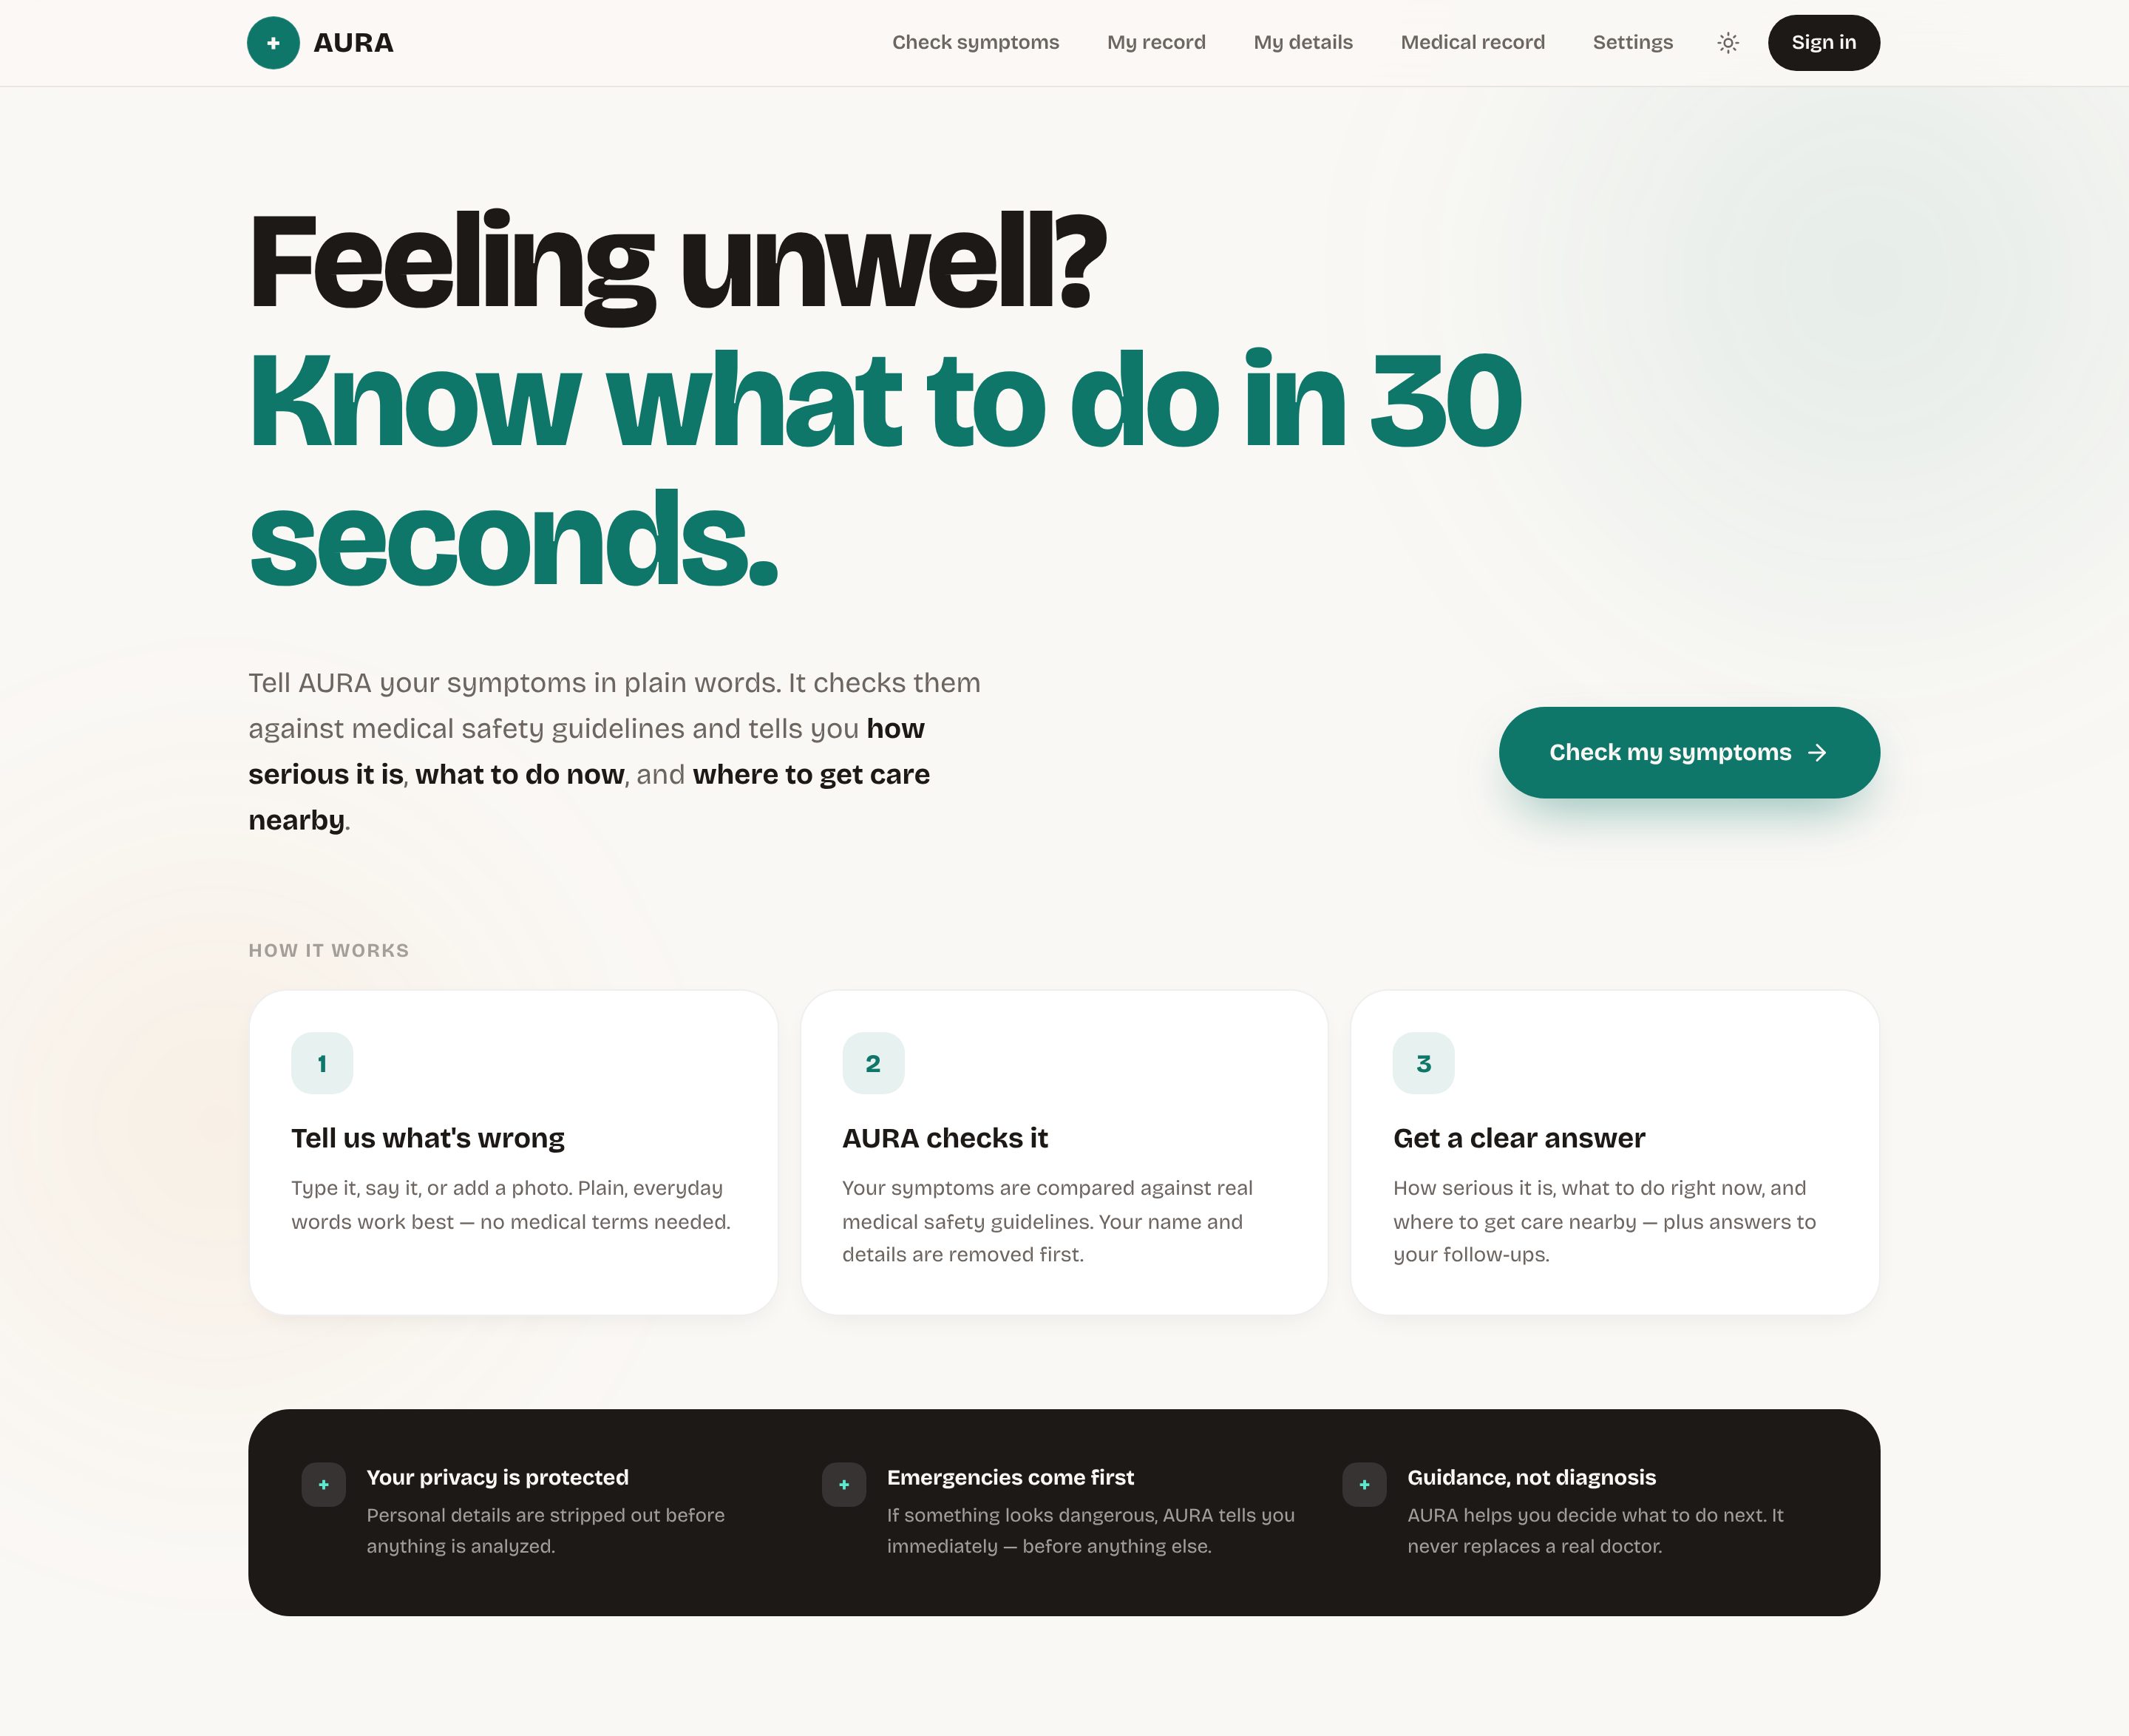 + AURA
Check symptoms My record My details Medical record Settings Sign in
Feeling unwell?
Know what to do in 30
seconds.
Tell AURA your symptoms in plain words. It checks them
against medical safety guidelines and tells you how
serious it is, what to do now, and where to get care
nearby.
Check my symptoms →
HOW IT WORKS
1
Tell us what's wrong
Type it, say it, or add a photo. Plain, everyday
words work best — no medical terms needed.
2
AURA checks it
Your symptoms are compared against real
medical safety guidelines. Your name and
details are removed first.
3
Get a clear answer
How serious it is, what to do right now, and
where to get care nearby — plus answers to
your follow-ups.
+
Your privacy is protected
Personal details are stripped out before
anything is analyzed.
+
Emergencies come first
If something looks dangerous, AURA tells you
immediately — before anything else.
+
Guidance, not diagnosis
AURA helps you decide what to do next. It
never replaces a real doctor.